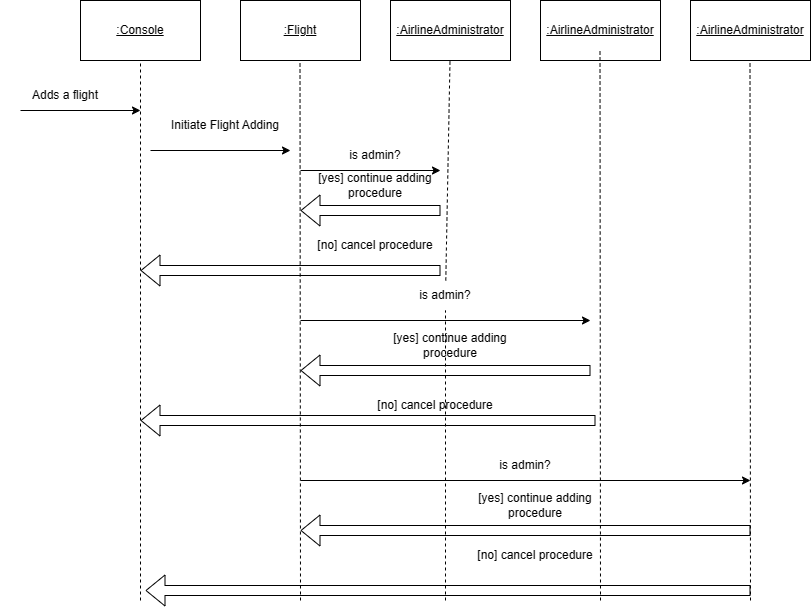 :Console
:Flight
:AirlineAdministrator
:AirlineAdministrator
:AirlineAdministrator
Adds a flight
Initiate Flight Adding
is admin?
[yes] continue adding
procedure
[no] cancel procedure
is admin?
[yes] continue adding
procedure
[no] cancel procedure
is admin?
[yes] continue adding
procedure
[no] cancel procedure